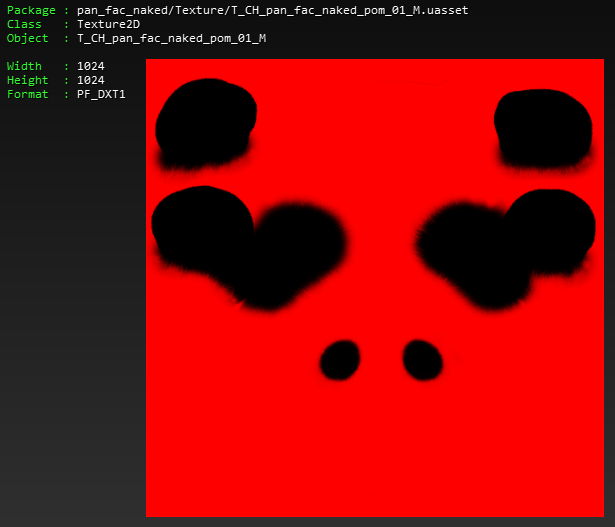 Package : pan_fac_naked/Texture/T_CH_pan_fac_naked_pom_01_M.uasset
Class : Texture2D
Object : T_CH_pan_fac_naked_pom_01_M
Width : 1024
Height : 1024
Format : PF_DXT1